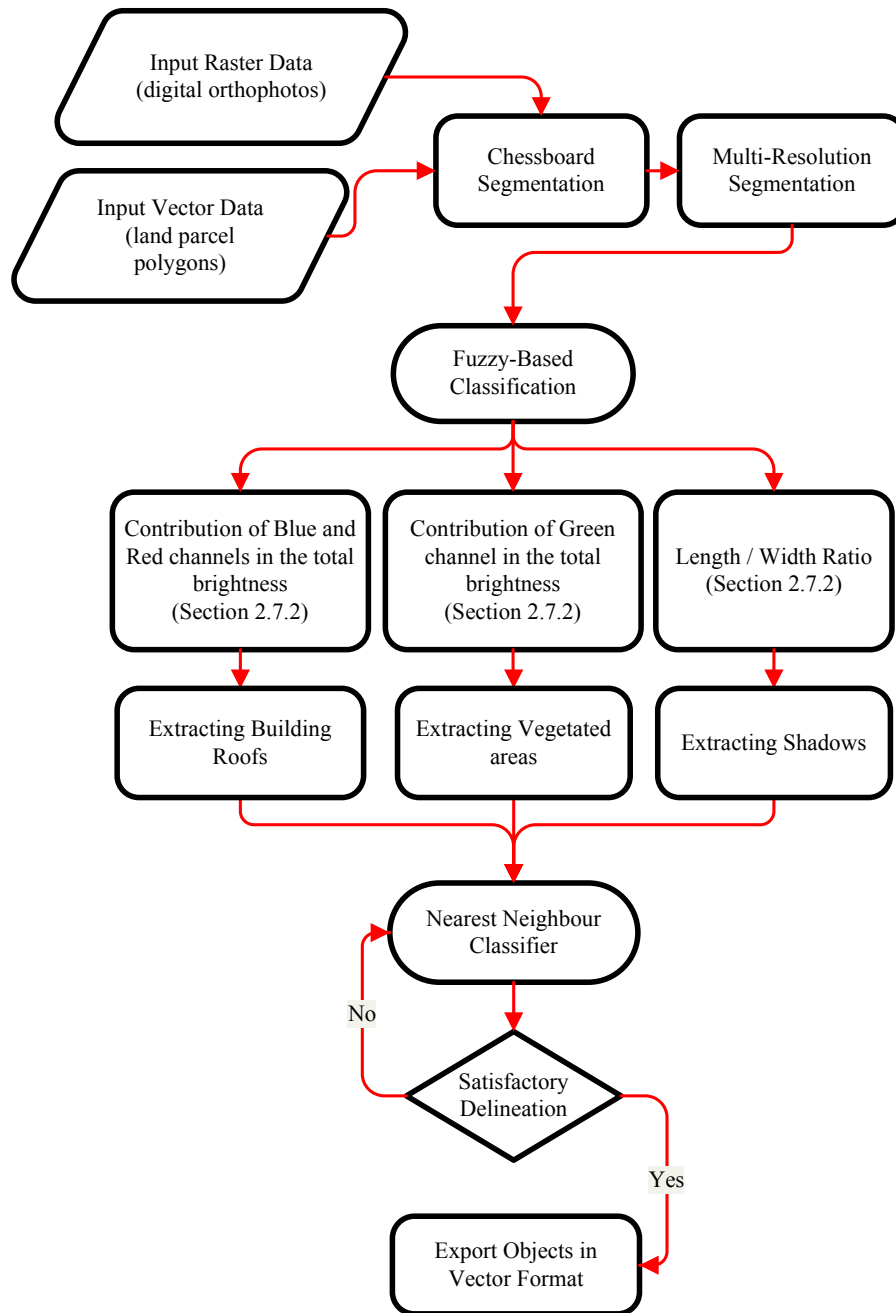 Input Raster Data
(digital orthophotos)
Chessboard
Segmentation
Multi-Resolution
Segmentation
Input Vector Data
(land parcel
polygons)
Fuzzy-Based
Classification
Contribution of Blue and
Red channels in the total
brightness
(Section 2.7.2)
Contribution of Green
channel in the total
brightness
(Section 2.7.2)
Length / Width Ratio
(Section 2.7.2)
Extracting Building
Roofs
Extracting Vegetated
areas
Extracting Shadows
Nearest Neighbour
Classifier
No
Satisfactory
Delineation
Yes
Export Objects in
Vector Format